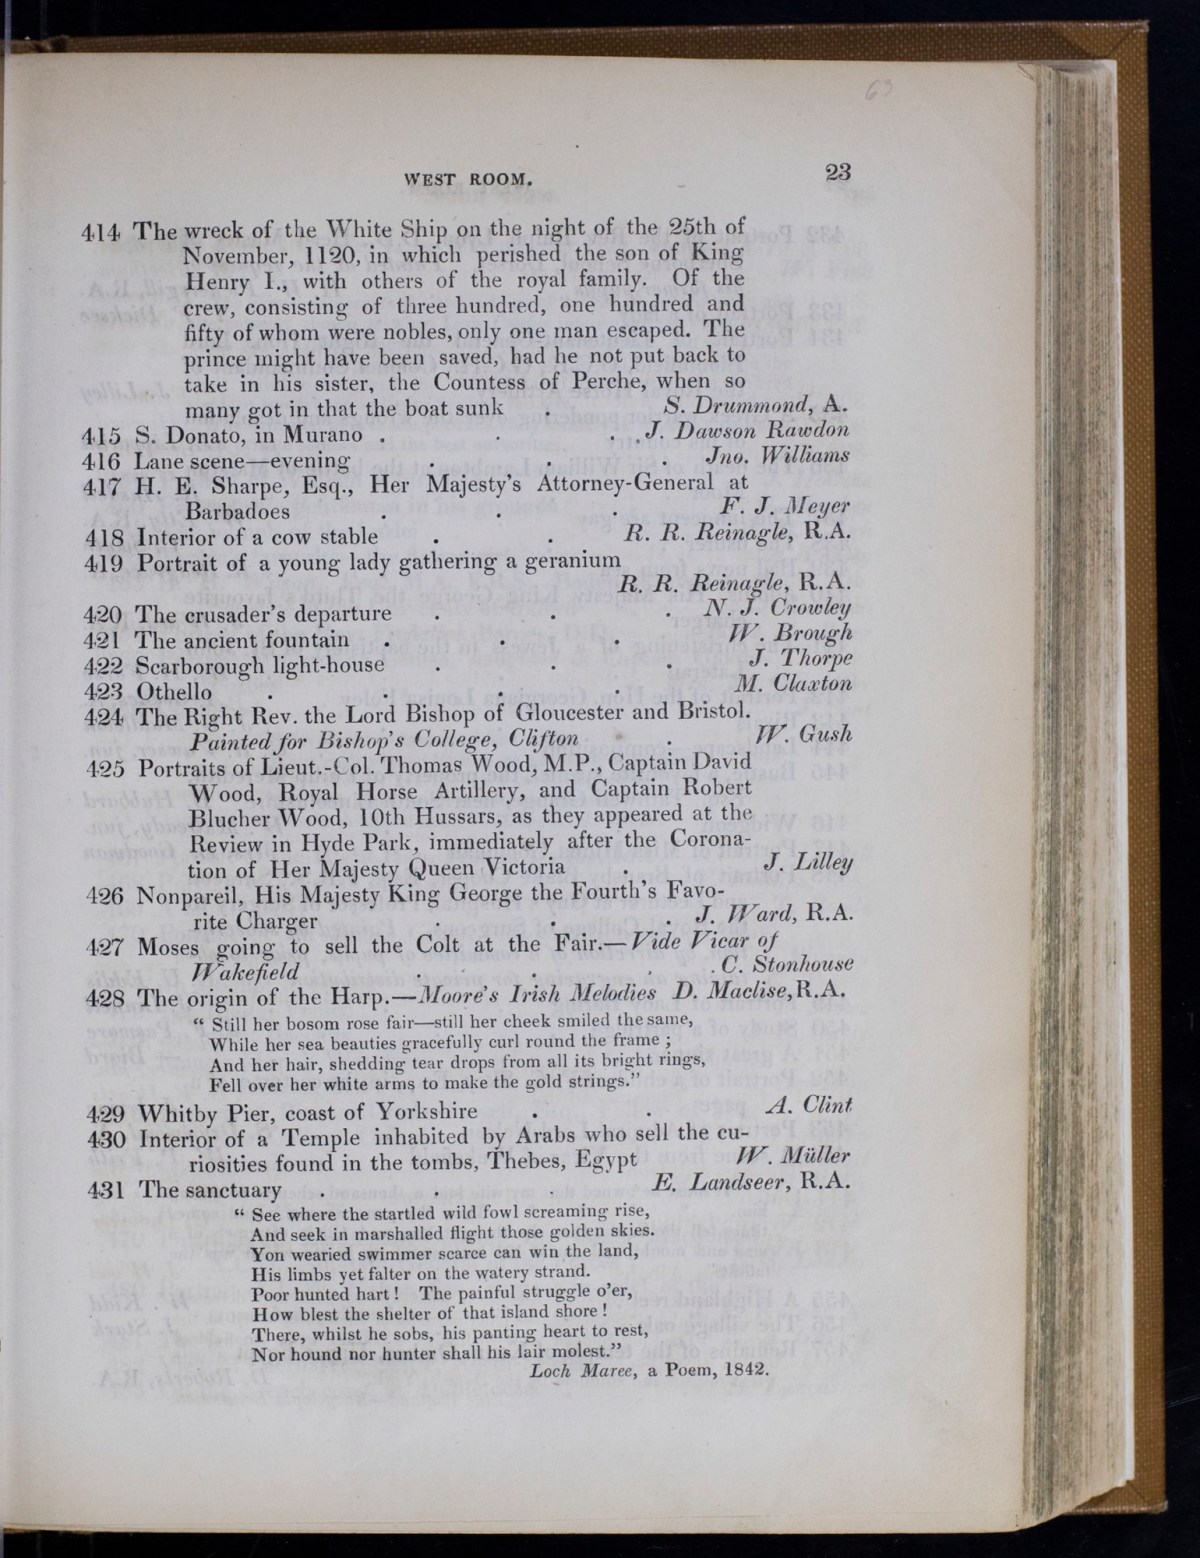 63
WEST ROOM. 23
414 The wreck of the White Ship on the night of the 25th of
November, 1120, in which perished the son of King
Henry I., with others of the royal family. Of the
crew, consisting of three hundred, one hundred and
fifty of whom were nobles, only one man escaped. The
prince might have been saved, had he not put back to
take in his sister, the Countess of Perche, when so
many got in that the boat sunk . S. Drummond, A.
415 S. Donato, in Murano . . . J. Dawson Rawdon
416 Lane scene—evening . . . Jno. Williams
417 H. E. Sharpe, Esq., Her Majesty's Attorney-General at
Barbadoes . . . F. J. Meyer
418 Interior of a cow stable . . R. R. Reinagle, R.A.
419 Portrait of a young lady gathering a geranium
R. R. Reinagle, R.A.
420 The crusader's departure . . . N. J. Crowley
421 The ancient fountain . . . W. Brough
422 Scarborough light-house . . . J. Thorpe
423 Othello . . . . M. Claxton
424 The Right Rev. the Lord Bishop of Gloucester and Bristol.
Painted for Bishop's College, Clifton . W. Gush
425 Portraits of Lieut.-Col. Thomas Wood, M.P., Captain David
Wood, Royal Horse Artillery, and Captain Robert
Blucher Wood, 10th Hussars, as they appeared at the
Review in Hyde Park, immediately after the Corona-
tion of Her Majesty Queen Victoria . J. Lilley
426 Nonpareil, His Majesty King George the Fourth's Favo-
rite Charger . . . J. Ward, R.A.
427 Moses going to sell the Colt at the Fair.—Vide Vicar of
Wakefield . . . . C. Stonhouse
428 The origin of the Harp.—Moore's Irish Melodies D. Maclise, R.A.
“ Still her bosom rose fair—still her cheek smiled the same,
While her sea beauties gracefully curl round the frame ;
And her hair, shedding tear drops from all its bright rings,
Fell over her white arms to make the gold strings.”
429 Whitby Pier, coast of Yorkshire . . A. Clint
430 Interior of a Temple inhabited by Arabs who sell the cu-
riosities found in the tombs, Thebes, Egypt W. Müller
431 The sanctuary . . . E. Landseer, R.A.
“ See where the startled wild fowl screaming rise,
And seek in marshalled flight those golden skies.
Yon wearied swimmer scarce can win the land,
His limbs yet falter on the watery strand.
Poor hunted hart ! The painful struggle o'er,
How blest the shelter of that island shore !
There, whilst he sobs, his panting heart to rest,
Nor hound nor hunter shall his lair molest.”
Loch Maree, a Poem, 1842.